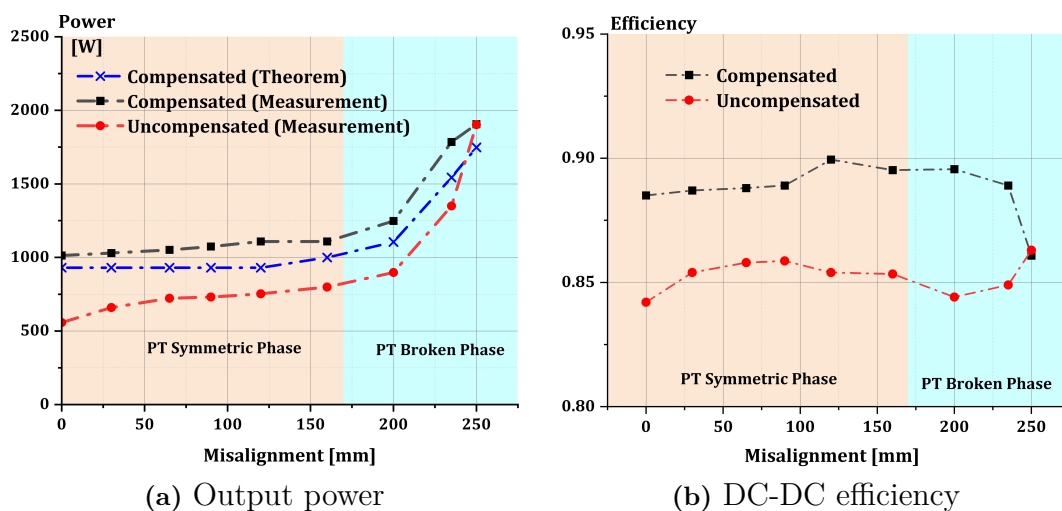 Power
[W]
2500
2000
1500
1000
500
0
Compensated (Theorem)
Compensated (Measurement)
Uncompensated (Measurement)
PT Symmetric Phase
PT Broken Phase
0 50 100 150 200 250
Misalignment [mm]
(a) Output power
Efficiency
0.95
0.90
0.85
0.80
Compensated
Uncompensated
PT Symmetric Phase
PT Broken Phase
0 50 100 150 200 250
Misalignment [mm]
(b) DC-DC efficiency